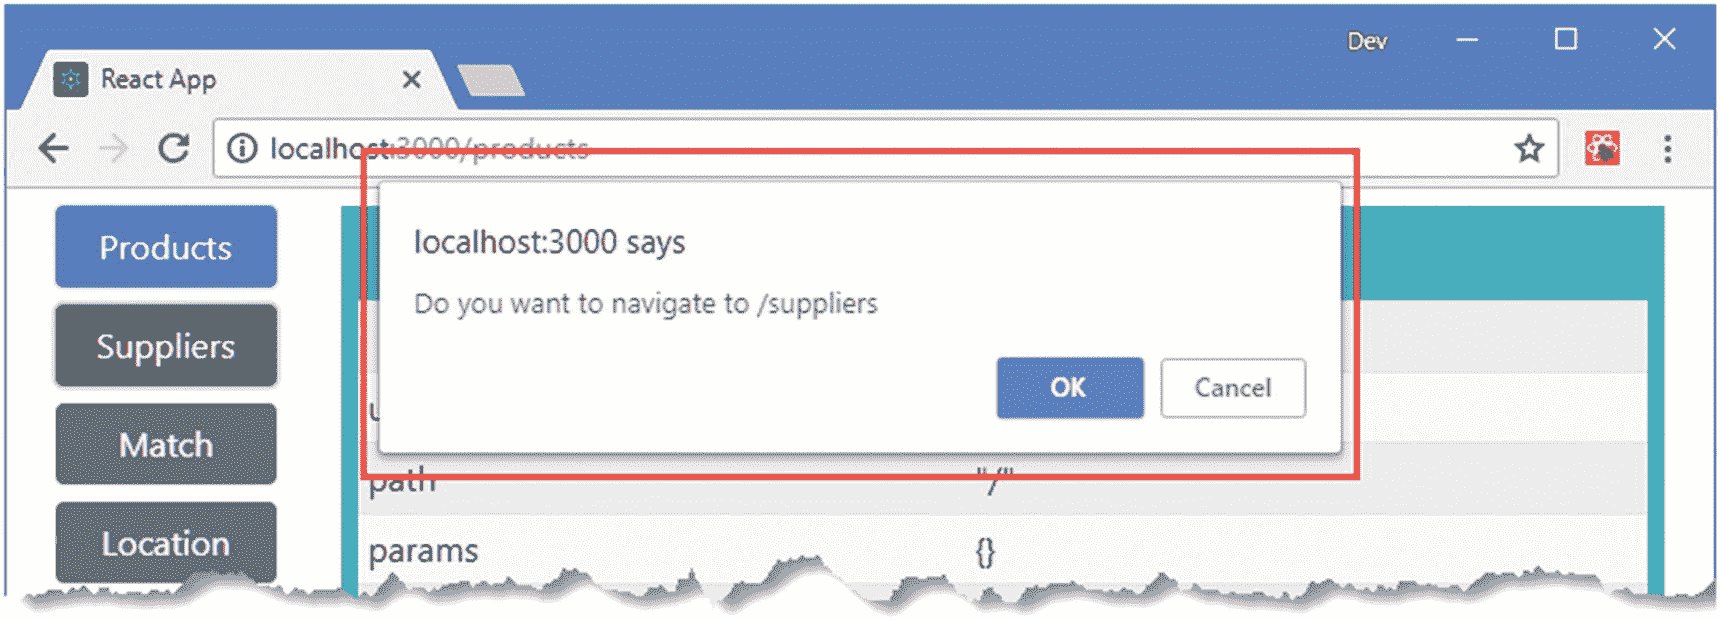 Dev
React App
localhost:3000/products
Products
localhost:3000 says
Do you want to navigate to /suppliers
Suppliers
OK Cancel
Match
path "/"
Location
params {}